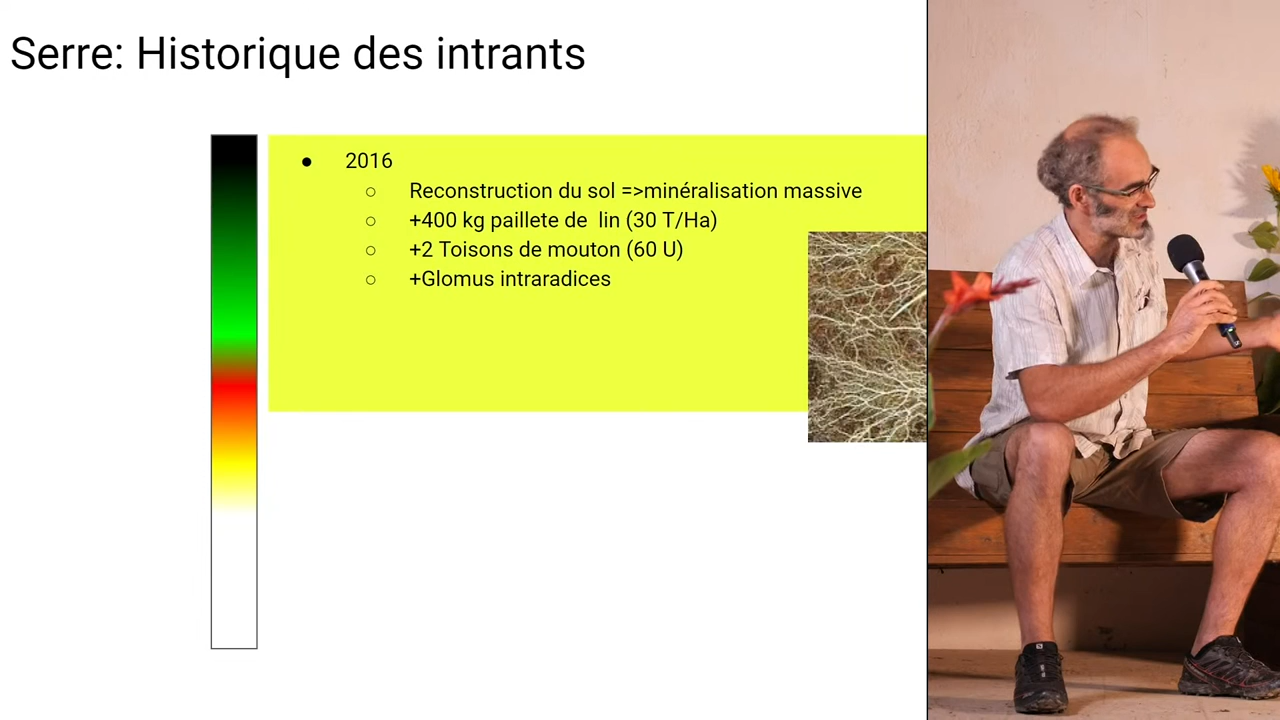 Serre: Historique des intrants
● 2016
○ Reconstruction du sol =>minéralisation massive
○ +400 kg paillete de lin (30 T/Ha)
○ +2 Toisons de mouton (60 U)
○ +Glomus intraradices